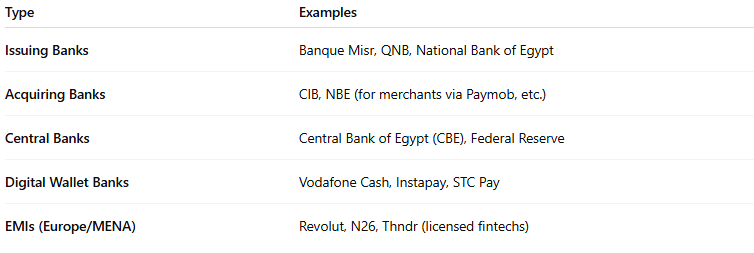 Type Examples
Issuing Banks Banque Misr, QNB, National Bank of Egypt
Acquiring Banks CIB, NBE (for merchants via Paymob, etc.)
Central Banks Central Bank of Egypt (CBE), Federal Reserve
Digital Wallet Banks Vodafone Cash, Instapay, STC Pay
EMIs (Europe/MENA) Revolut, N26, Thndr (licensed fintechs)